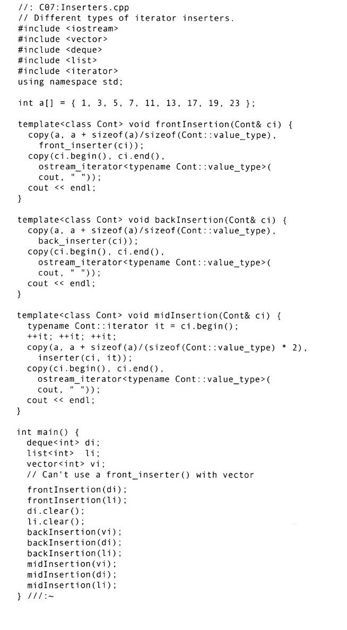 //: C07:Inserters.cpp
// Different types of iterator inserters.
#include <iostream>
#include <vector>
#include <deque>
#include <list>
#include <iterator>
using namespace std;
int a[] = { 1, 3, 5, 7, 11, 13, 17, 19, 23 };
template<class Cont> void frontInsertion(Cont& ci) {
copy(a, a + sizeof(a)/sizeof(Cont::value_type),
front_inserter(ci));
copy(ci.begin(), ci.end(),
ostream_iterator<typename Cont::value_type>(
cout, " "));
cout << endl;
}
template<class Cont> void backInsertion(Cont& ci) {
copy(a, a + sizeof(a)/sizeof(Cont::value_type),
back_inserter(ci));
copy(ci.begin(), ci.end(),
ostream_iterator<typename Cont::value_type>(
cout, " "));
cout << endl;
}
template<class Cont> void midInsertion(Cont& ci) {
typename Cont::iterator it = ci.begin();
++it; ++it; ++it;
copy(a, a + sizeof(a)/(sizeof(Cont::value_type) * 2),
inserter(ci, it));
copy(ci.begin(), ci.end(),
ostream_iterator<typename Cont::value_type>(
cout, " "));
cout << endl;
}
int main() {
deque<int> di;
list<int> li;
vector<int> vi;
// Can't use a front_inserter() with vector
frontInsertion(di);
frontInsertion(li);
di.clear();
li.clear();
backInsertion(vi);
backInsertion(di);
backInsertion(li);
midInsertion(vi);
midInsertion(di);
midInsertion(li);
} ///:~